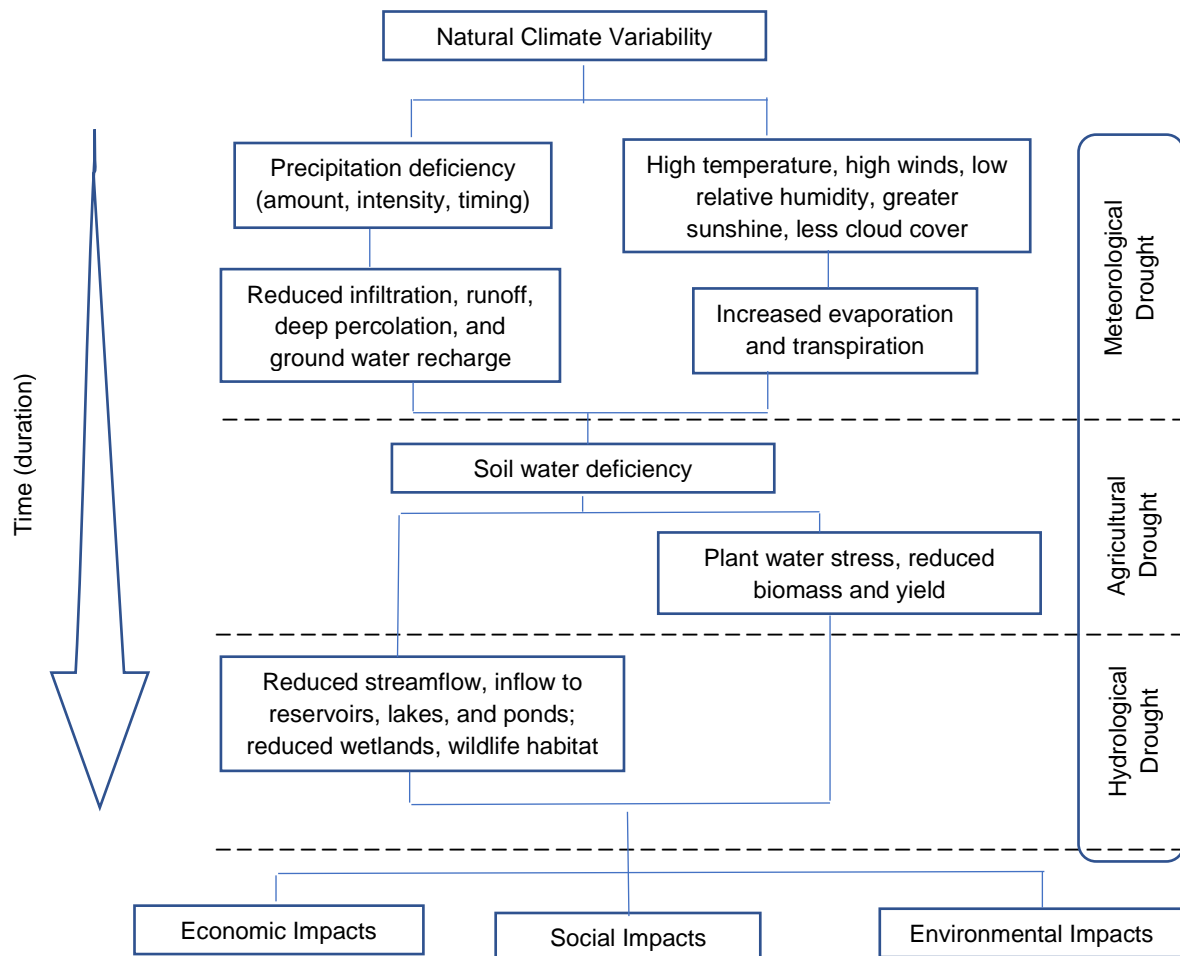 Natural Climate Variability
Precipitation deficiency
(amount, intensity, timing)
High temperature, high winds, low
relative humidity, greater
sunshine, less cloud cover
Reduced infiltration, runoff,
deep percolation, and
ground water recharge
Increased evaporation
and transpiration
Meteorological
Drought
Time (duration)
Soil water deficiency
Plant water stress, reduced
biomass and yield
Agricultural
Drought
Reduced streamflow, inflow to
reservoirs, lakes, and ponds;
reduced wetlands, wildlife habitat
Hydrological
Drought
Economic Impacts
Social Impacts
Environmental Impacts